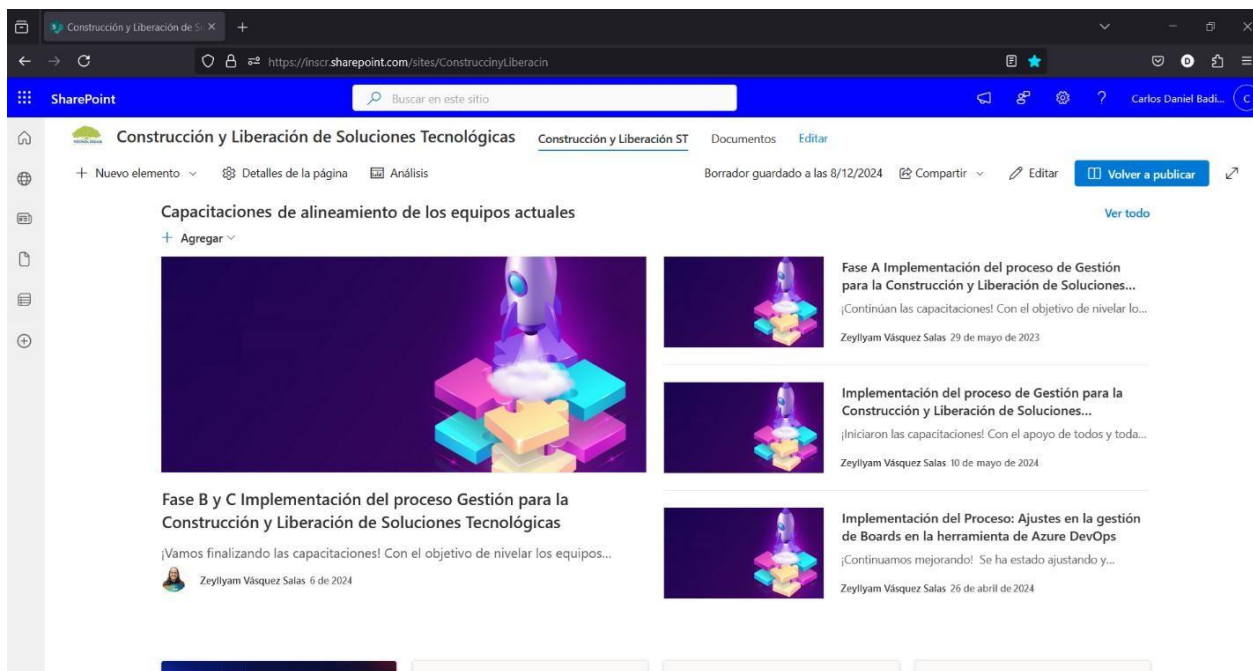 Construcción y Liberación de S
https://inscr.sharepoint.com/sites/ConstruccinyLiberacin
SharePoint
Buscar en este sitio
Carlos Daniel Badi...
C
TECNOLÓGICAS
Construcción y Liberación de Soluciones Tecnológicas
Construcción y Liberación ST
Documentos
Editar
+ Nuevo elemento
Detalles de la página
Análisis
Borrador guardado a las 8/12/2024
Compartir
Editar
Volver a publicar
Capacitaciones de alineamiento de los equipos actuales
Ver todo
+ Agregar
Fase B y C Implementación del proceso Gestión para la
Construcción y Liberación de Soluciones Tecnológicas
¡Vamos finalizando las capacitaciones! Con el objetivo de nivelar los equipos...
Zeyllyam Vásquez Salas 6 de 2024
Fase A Implementación del proceso de Gestión
para la Construcción y Liberación de Soluciones...
¡Continúan las capacitaciones! Con el objetivo de nivelar lo...
Zeyllyam Vásquez Salas 29 de mayo de 2023
Implementación del proceso de Gestión para la
Construcción y Liberación de Soluciones...
¡Iniciaron las capacitaciones! Con el apoyo de todos y toda...
Zeyllyam Vásquez Salas 10 de mayo de 2024
Implementación del Proceso: Ajustes en la gestión
de Boards en la herramienta de Azure DevOps
¡Continuamos mejorando! Se ha estado ajustando y...
Zeyllyam Vásquez Salas 26 de abril de 2024